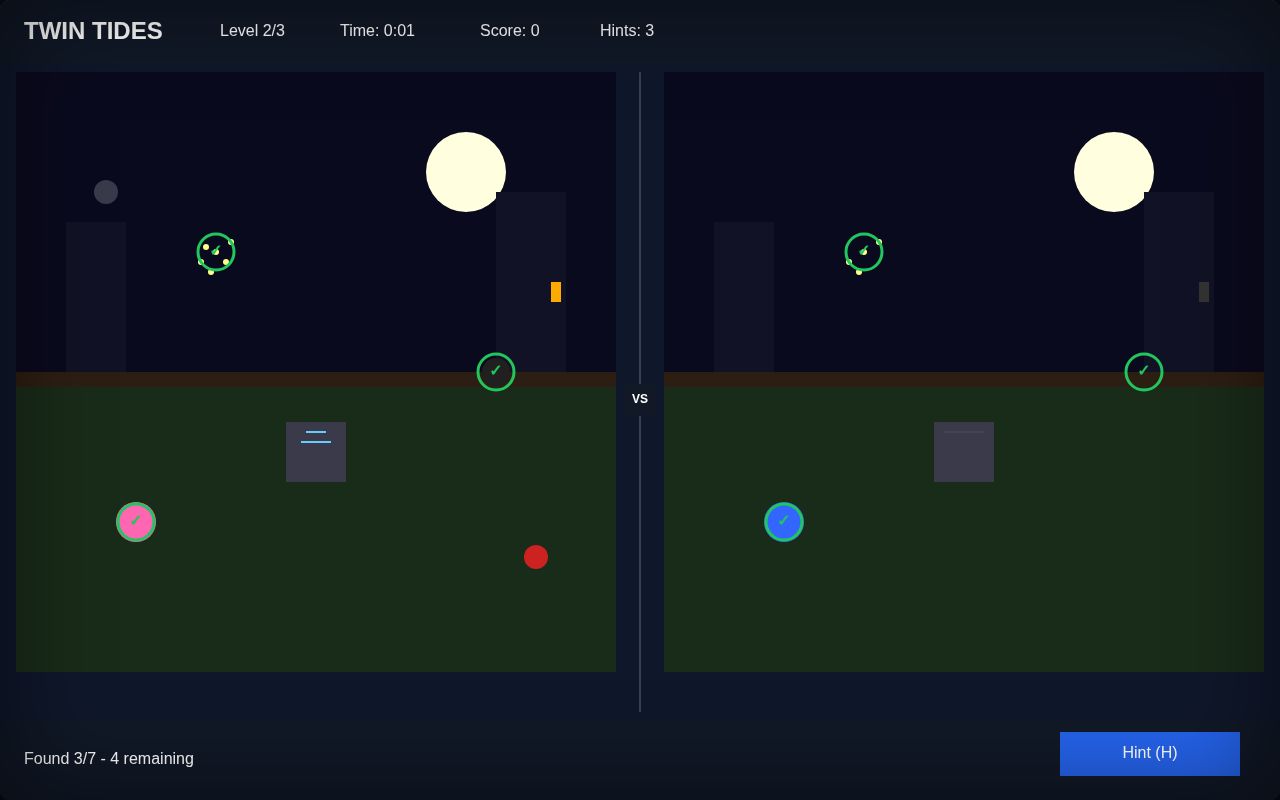 TWIN TIDES
Level 2/3
Time: 0:01
Score: 0
Hints: 3
VS
Found 3/7 - 4 remaining
Hint (H)